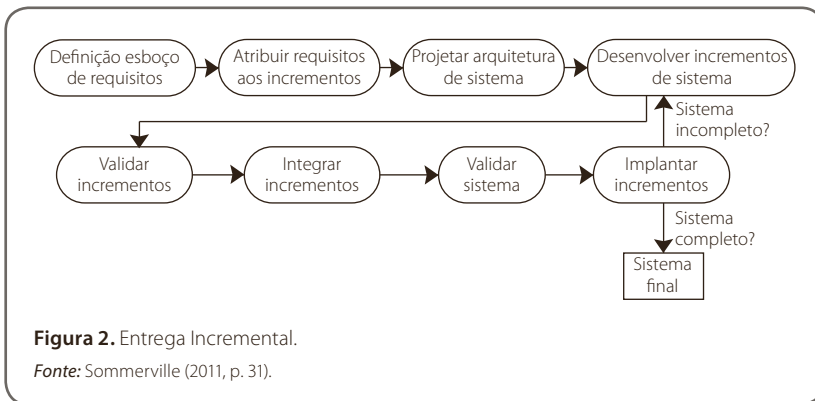 Definição esboço
de requisitos
Atribuir requisitos
aos incrementos
Projetar arquitetura
de sistema
Desenvolver incrementos
de sistema
Sistema
incompleto?
Validar
incrementos
Integrar
incrementos
Validar
sistema
Implantar
incrementos
Sistema
completo?
Sistema
final
Figura 2. Entrega Incremental.
Fonte: Sommerville (2011, p. 31).